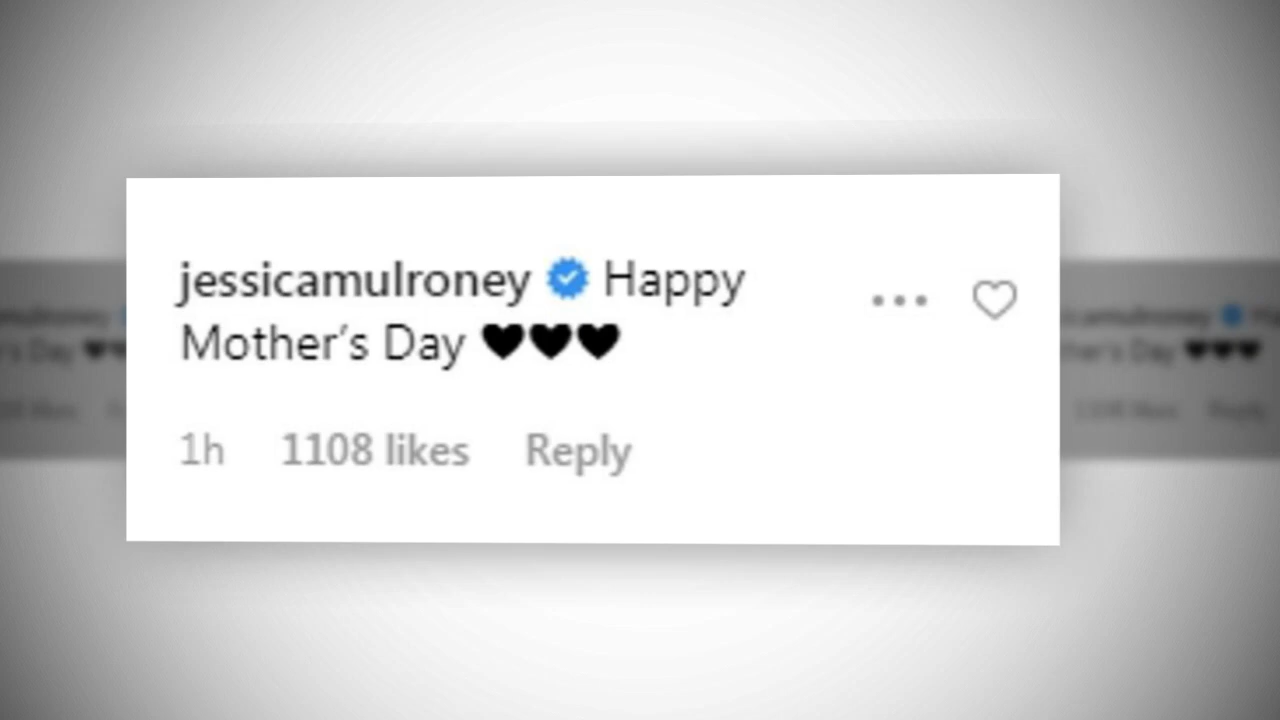 jessicamulroney Happy
Mother's Day 🖤🖤🖤
1h 1108 likes Reply